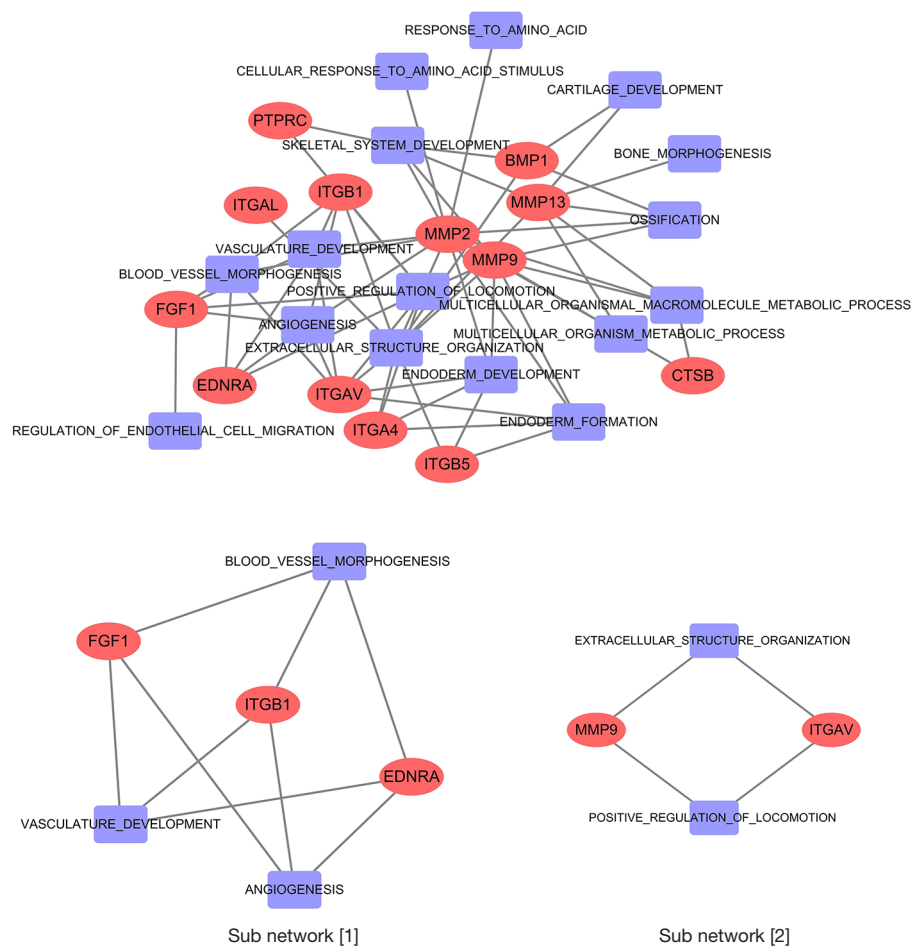 RESPONSE_TO_AMINO_ACID
CELLULAR_RESPONSE_TO_AMINO_ACID_STIMULUS
CARTILAGE_DEVELOPMENT
PTPRC
SKELETAL_SYSTEM_DEVELOPMENT
BMP1
BONE_MORPHOGENESIS
ITGB1
ITGAL
MMP13
OSSIFICATION
MMP2
VASCULATURE_DEVELOPMENT
MMP9
BLOOD_VESSEL_MORPHOGENESIS
POSITIVE_REGULATION_OF_LOCOMOTION
MULTICELLULAR_ORGANISMAL_MACROMOLECULE_METABOLIC_PROCESS
FGF1
ANGIOGENESIS
MULTICELLULAR_ORGANISM_METABOLIC_PROCESS
EXTRACELLULAR_STRUCTURE_ORGANIZATION
ENDODERM_DEVELOPMENT
CTSB
EDNRA
ITGAV
ENDODERM_FORMATION
REGULATION_OF_ENDOTHELIAL_CELL_MIGRATION
ITGA4
ITGB5
BLOOD_VESSEL_MORPHOGENESIS
FGF1
ITGB1
EDNRA
VASCULATURE_DEVELOPMENT
ANGIOGENESIS
Sub network [1]
EXTRACELLULAR_STRUCTURE_ORGANIZATION
MMP9
ITGAV
POSITIVE_REGULATION_OF_LOCOMOTION
Sub network [2]